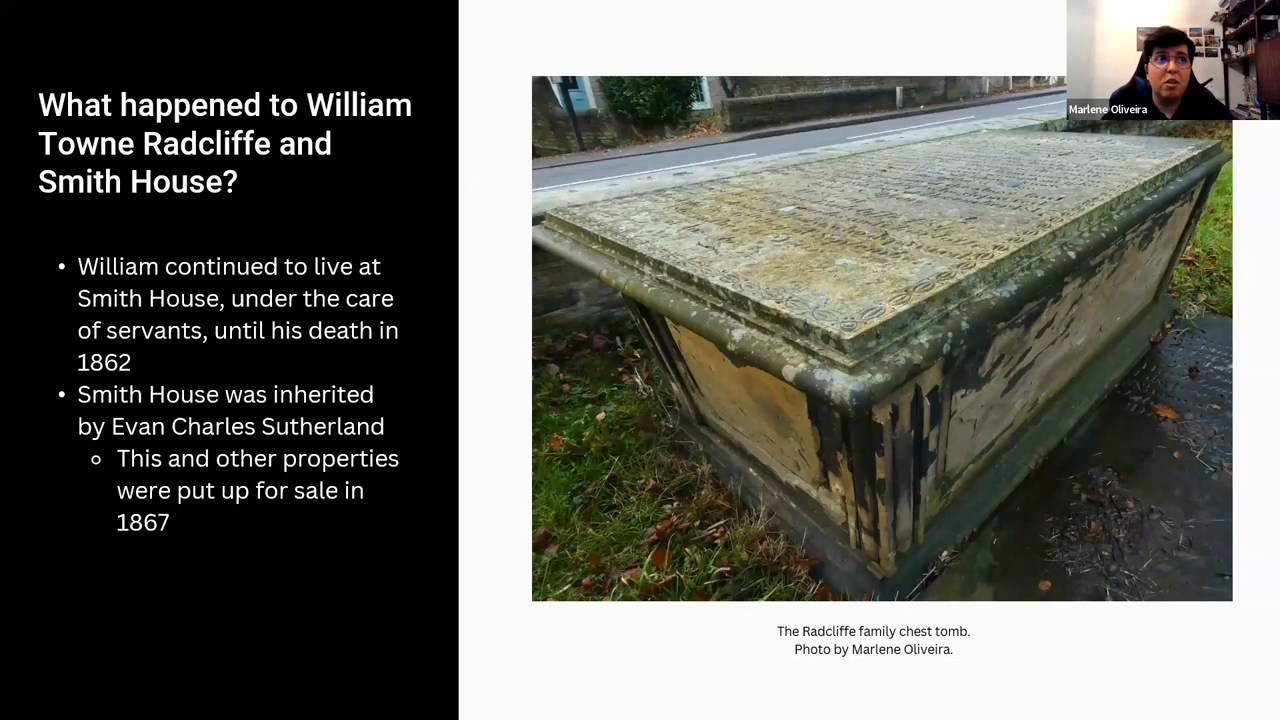 What happened to William
Towne Radcliffe and
Smith House?
• William continued to live at
Smith House, under the care
of servants, until his death in
1862
• Smith House was inherited
by Evan Charles Sutherland
○ This and other properties
were put up for sale in
1867
Marlene Oliveira
The Radcliffe family chest tomb.
Photo by Marlene Oliveira.